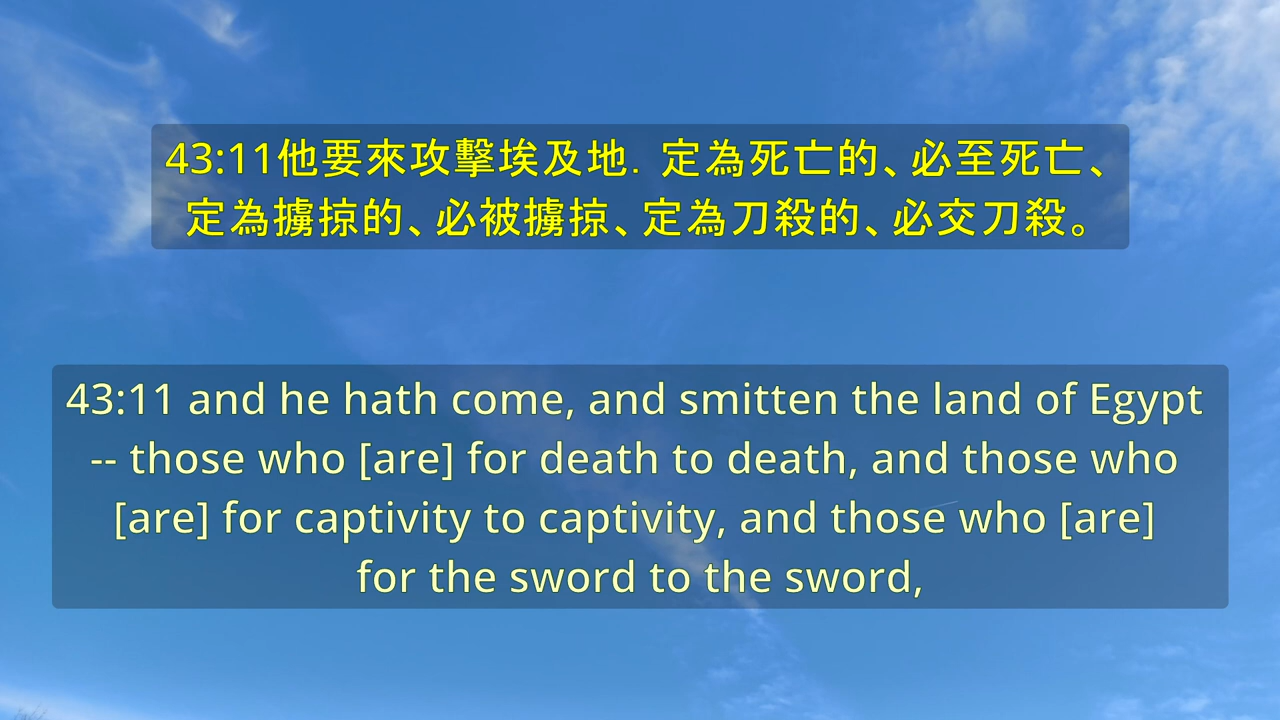 43:11他要來攻擊埃及地．定為死亡的、必至死亡、
定為擄掠的、必被擄掠、定為刀殺的、必交刀殺。
43:11 and he hath come, and smitten the land of Egypt
-- those who [are] for death to death, and those who
[are] for captivity to captivity, and those who [are]
for the sword to the sword,